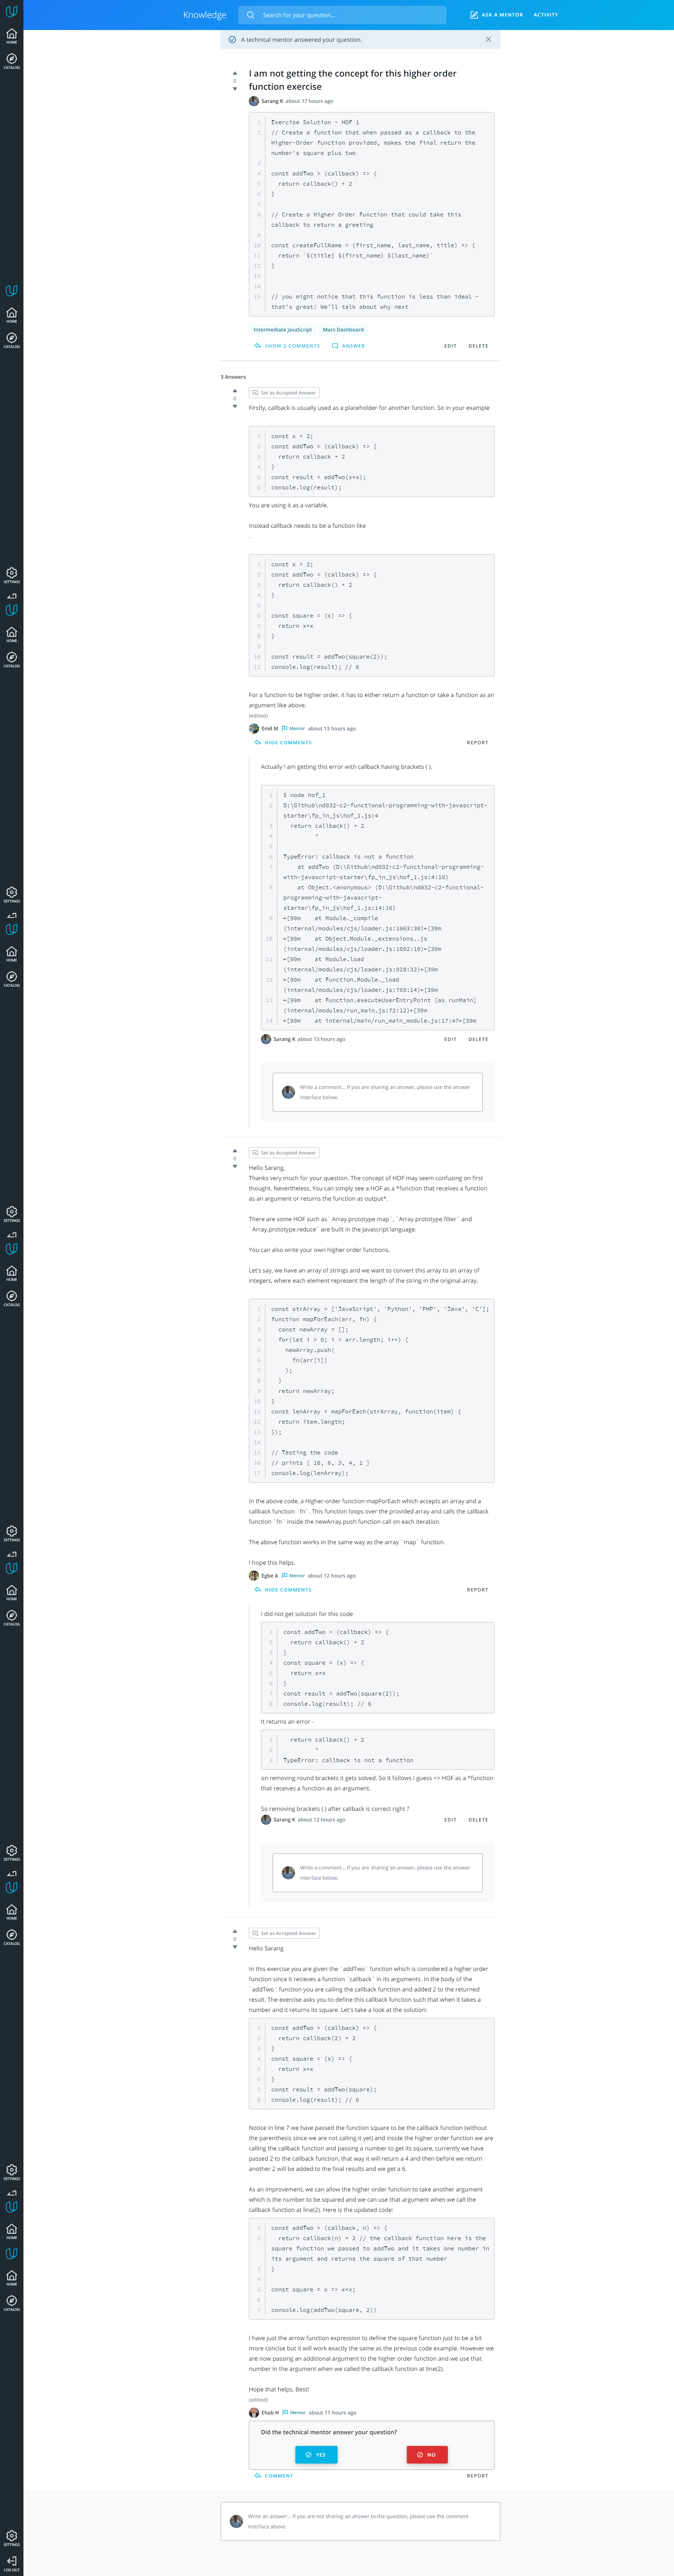 Knowledge
Search for your question...
ASK A MENTOR
ACTIVITY
HOME
CATALOG
A technical mentor answered your question.
I am not getting the concept for this higher order
function exercise
0
Sarang K about 17 hours ago
1 Exercise Solution - HOF 1
2 // Create a function that when passed as a callback to the
Higher-Order function provided, makes the final return the
number's square plus two
3
4 const addTwo = (callback) => {
5 return callback() + 2
6 }
7
8 // Create a Higher Order Function that could take this
callback to return a greeting
9
10 const createFullName = (first_name, last_name, title) => {
11 return `${title} ${first_name} ${last_name}`
12 }
13
14
15 // you might notice that this function is less than ideal -
that's great! We'll talk about why next
HOME
CATALOG
Intermediate JavaScript
Mars Dashboard
SHOW 2 COMMENTS
ANSWER
EDIT
DELETE
3 Answers
0
Set as Accepted Answer
Firstly, callback is usually used as a placeholder for another function. So in your example
1 const x = 2;
2 const addTwo = (callback) => {
3 return callback + 2
4 }
5 const result = addTwo(x*x);
6 console.log(result);
You are using it as a variable.
Instead callback needs to be a function like
.
1 const x = 2;
2 const addTwo = (callback) => {
3 return callback() + 2
4 }
5
6 const square = (x) => {
7 return x*x
8 }
9
10 const result = addTwo(square(2));
11 console.log(result); // 6
SETTINGS
HOME
CATALOG
For a function to be higher order, it has to either return a function or take a function as an
argument like above.
(edited)
Emil M Mentor about 13 hours ago
HIDE COMMENTS
REPORT
Actually I am getting this error with callback having brackets ( ).
1 $ node hof_1
2 D:\Github\nd032-c2-functional-programming-with-javascript-
starter\fp_in_js\hof_1.js:4
3 return callback() + 2
4 ^
5
6 TypeError: callback is not a function
7 at addTwo (D:\Github\nd032-c2-functional-programming-
with-javascript-starter\fp_in_js\hof_1.js:4:10)
8 at Object.<anonymous> (D:\Github\nd032-c2-functional-
programming-with-javascript-
starter\fp_in_js\hof_1.js:14:16)
9 ←[90m at Module._compile
(internal/modules/cjs/loader.js:1063:30)←[39m
10 ←[90m at Object.Module._extensions..js
(internal/modules/cjs/loader.js:1092:10)←[39m
11 ←[90m at Module.load
(internal/modules/cjs/loader.js:928:32)←[39m
12 ←[90m at Function.Module._load
(internal/modules/cjs/loader.js:769:14)←[39m
13 ←[90m at Function.executeUserEntryPoint [as runMain]
(internal/modules/run_main.js:72:12)←[39m
14 ←[90m at internal/main/run_main_module.js:17:47←[39m
SETTINGS
HOME
CATALOG
Sarang K about 13 hours ago
EDIT
DELETE
Write a comment... If you are sharing an answer, please use the answer
interface below.
0
Set as Accepted Answer
Hello Sarang,
Thanks very much for your question. The concept of HOF may seem confusing on first
thought. Nevertheless, You can simply see a HOF as a *function that receives a function
as an argument or returns the function as output*.
There are some HOF such as` Array.prototype.map`, `Array.prototype.filter` and
`Array.prototype.reduce` are built in the Javascript language.
You can also write your own higher order functions.
Let's say, we have an array of strings and we want to convert this array to an array of
integers, where each element represent the length of the string in the original array.
SETTINGS
HOME
CATALOG
1 const strArray = ['JavaScript', 'Python', 'PHP', 'Java', 'C'];
2 function mapForEach(arr, fn) {
3 const newArray = [];
4 for(let i = 0; i < arr.length; i++) {
5 newArray.push(
6 fn(arr[i])
7 );
8 }
9 return newArray;
10 }
11 const lenArray = mapForEach(strArray, function(item) {
12 return item.length;
13 });
14
15 // Testing the code
16 // prints [ 10, 6, 3, 4, 1 ]
17 console.log(lenArray);
In the above code, a Higher-order function mapForEach which accepts an array and a
callback function `fn`. This function loops over the provided array and calls the callback
function `fn` inside the newArray.push function call on each iteration.
The above function works in the same way as the array `map` function.
I hope this helps.
Egbe A Mentor about 12 hours ago
HIDE COMMENTS
REPORT
SETTINGS
HOME
CATALOG
I did not get solution for this code
1 const addTwo = (callback) => {
2 return callback() + 2
3 }
4 const square = (x) => {
5 return x*x
6 }
7 const result = addTwo(square(2));
8 console.log(result); // 6
It returns an error -
1 return callback() + 2
2 ^
3 TypeError: callback is not a function
on removing round brackets it gets solved. So it follows I guess => HOF as a *function
that receives a function as an argument.
So removing brackets ( ) after callback is correct right ?
Sarang K about 12 hours ago
EDIT
DELETE
Write a comment... If you are sharing an answer, please use the answer
interface below.
SETTINGS
HOME
CATALOG
0
Set as Accepted Answer
Hello Sarang
In this exercise you are given the `addTwo` function which is considered a higher order
function since it recieves a function `callback` in its arguments. In the body of the
`addTwo` function you are calling the callback function and added 2 to the returned
result. The exercise asks you to define this callback function such that when it takes a
number and it returns its square. Let's take a look at the solution:
1 const addTwo = (callback) => {
2 return callback(2) + 2
3 }
4 const square = (x) => {
5 return x*x
6 }
7 const result = addTwo(square);
8 console.log(result); // 6
Notice in line 7 we have passed the function square to be the callback function (without
the parenthesis since we are not calling it yet) and inside the higher order function we are
calling the callback function and passing a number to get its square, currently we have
passed 2 to the callback function, that way it will return a 4 and then before we return
another 2 will be added to the final results and we get a 6.
As an improvement, we can allow the higher order function to take another argument
which is the number to be squared and we can use that argument when we call the
callback function at line(2). Here is the updated code:
SETTINGS
HOME
HOME
CATALOG
1 const addTwo = (callback, n) => {
2 return callback(n) + 2 // the callback function here is the
square function we passed to addTwo and it takes one number in
its argument and returns the square of that number
3 }
4
5 const square = x => x*x;
6
7 console.log(addTwo(square, 2))
I have just the arrow function expression to define the square function just to be a bit
more concise but it will work exactly the same as the previous code example. However we
are now passing an additional argument to the higher order function and we use that
number in the argument when we called the callback function at line(2).
Hope that helps, Best!
(edited)
Ehab H Mentor about 11 hours ago
Did the technical mentor answer your question?
YES
NO
COMMENT
REPORT
Write an answer... If you are not sharing an answer to the question, please use the comment
interface above.
SETTINGS
LOG OUT